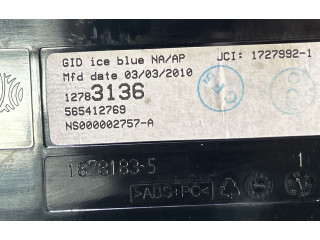 GID ice blue NA/AP JCI: 1727992-1
Mfd date 03/03/2010
12783136
565412769
NS000002757-A
1878183-5 1
>ABS+PC<